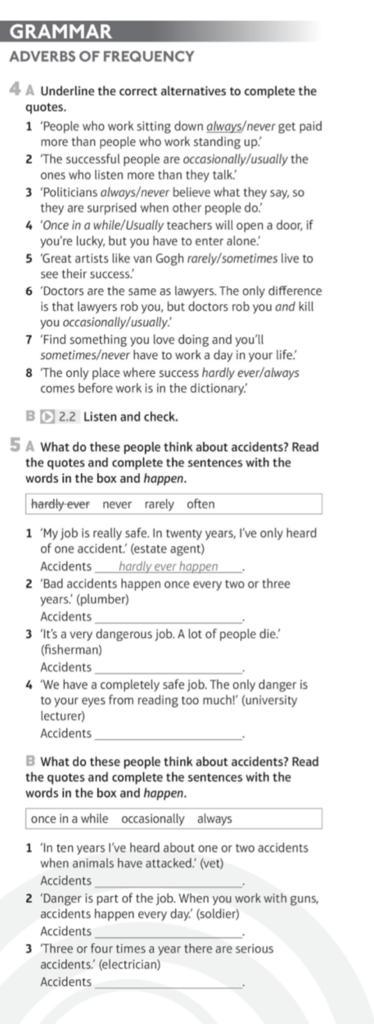 GRAMMAR
ADVERBS OF FREQUENCY
4 A Underline the correct alternatives to complete the
quotes.
1 'People who work sitting down always/never get paid
more than people who work standing up.'
2 'The successful people are occasionally/usually the
ones who listen more than they talk.'
3 'Politicians always/never believe what they say, so
they are surprised when other people do.'
4 'Once in a while/Usually teachers will open a door, if
you're lucky, but you have to enter alone.'
5 'Great artists like van Gogh rarely/sometimes live to
see their success.'
6 'Doctors are the same as lawyers. The only difference
is that lawyers rob you, but doctors rob you and kill
you occasionally/usually.'
7 'Find something you love doing and you'll
sometimes/never have to work a day in your life.'
8 'The only place where success hardly ever/always
comes before work is in the dictionary.'
B 2.2 Listen and check.
5 A What do these people think about accidents? Read
the quotes and complete the sentences with the
words in the box and happen.
hardly ever never rarely often
1 'My job is really safe. In twenty years, I've only heard
of one accident.' (estate agent)
Accidents hardly ever happen.
2 'Bad accidents happen once every two or three
years.' (plumber)
Accidents ____.
3 'It's a very dangerous job. A lot of people die.'
(fisherman)
Accidents ____.
4 'We have a completely safe job. The only danger is
to your eyes from reading too much!' (university
lecturer)
Accidents ____.
B What do these people think about accidents? Read
the quotes and complete the sentences with the
words in the box and happen.
once in a while occasionally always
1 'In ten years I've heard about one or two accidents
when animals have attacked.' (vet)
Accidents ____.
2 'Danger is part of the job. When you work with guns,
accidents happen every day.' (soldier)
Accidents ____.
3 'Three or four times a year there are serious
accidents.' (electrician)
Accidents ____.